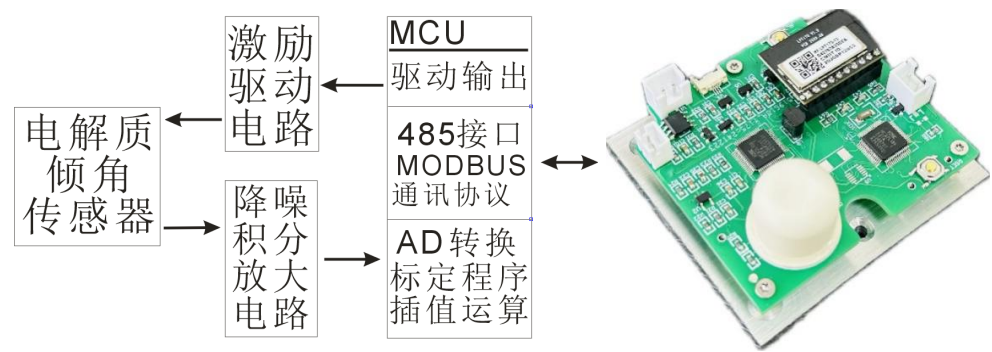 电解质
倾角
传感器
激励
驱动
电路
降噪
积分
放大
电路
MCU
驱动输出
485接口
MODBUS
通讯协议
AD转换
标定程序
插值运算